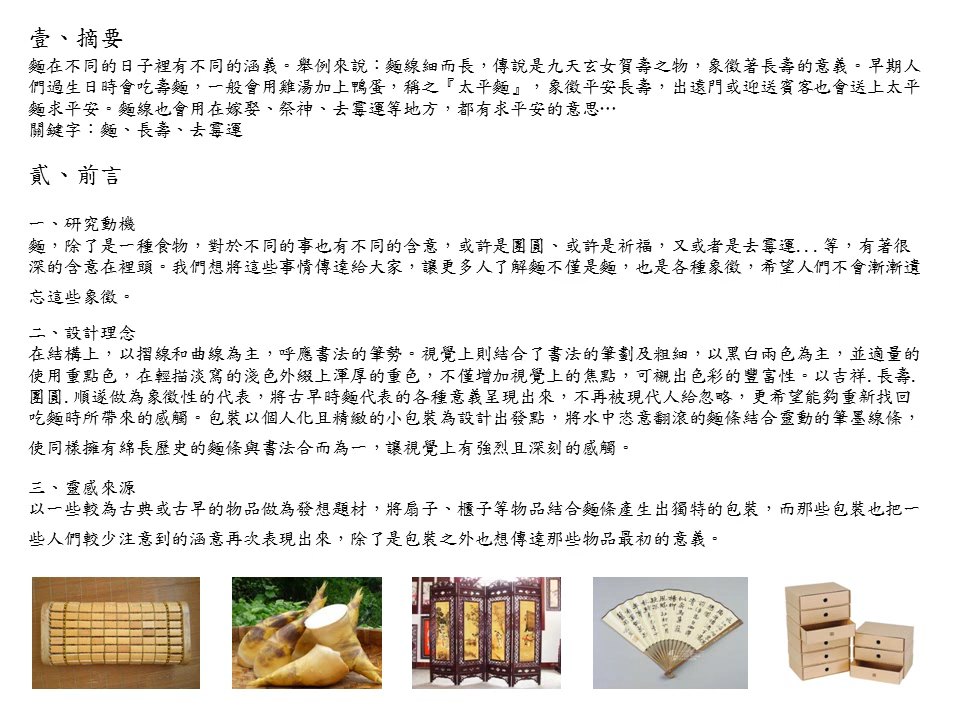 壹、摘要
麵在不同的日子裡有不同的涵義。舉例來說：麵線細而長，傳說是九天玄女賀壽之物，象徵著長壽的意義。早期人
們過生日時會吃壽麵，一般會用雞湯加上鴨蛋，稱之『太平麵』，象徵平安長壽，出遠門或迎送賓客也會送上太平
麵求平安。麵線也會用在嫁娶、祭神、去霉運等地方，都有求平安的意思…
關鍵字：麵、長壽、去霉運
貳、前言
一、研究動機
麵，除了是一種食物，對於不同的事也有不同的含意，或許是團圓、或許是祈福，又或者是去霉運...等，有著很
深的含意在裡頭。我們想將這些事情傳達給大家，讓更多人了解麵不僅是麵，也是各種象徵，希望人們不會漸漸遺
忘這些象徵。
二、設計理念
在結構上，以摺線和曲線為主，呼應書法的筆勢。視覺上則結合了書法的筆劃及粗細，以黑白兩色為主，並適量的
使用重點色，在輕描淡寫的淺色外綴上渾厚的重色，不僅增加視覺上的焦點，可襯出色彩的豐富性。以吉祥.長壽.
團圓.順遂做為象徵性的代表，將古早時麵代表的各種意義呈現出來，不再被現代人給忽略，更希望能夠重新找回
吃麵時所帶來的感觸。包裝以個人化且精緻的小包裝為設計出發點，將水中恣意翻滾的麵條結合靈動的筆墨線條，
使同樣擁有綿長歷史的麵條與書法合而為一，讓視覺上有強烈且深刻的感觸。
三、靈感來源
以一些較為古典或古早的物品做為發想題材，將扇子、櫃子等物品結合麵條產生出獨特的包裝，而那些包裝也把一
些人們較少注意到的涵意再次表現出來，除了是包裝之外也想傳達那些物品最初的意義。